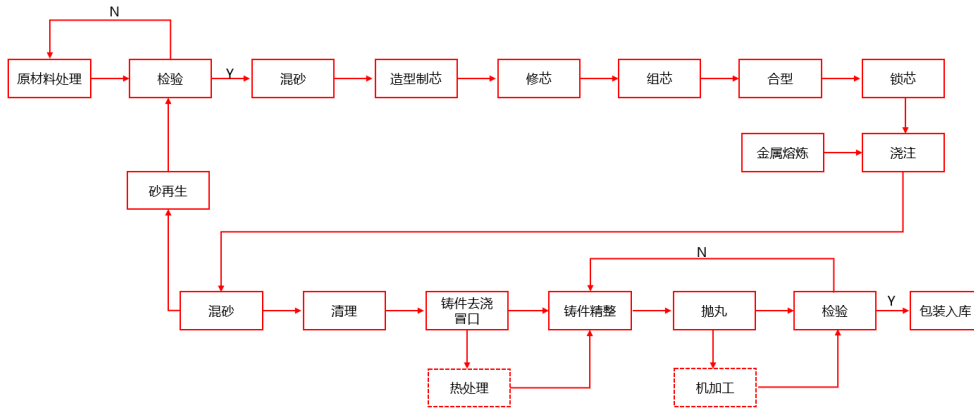 N
原材料处理
检验
Y
混砂
造型制芯
修芯
组芯
合型
锁芯
金属熔炼
浇注
砂再生
N
混砂
清理
铸件去浇
冒口
铸件精整
抛丸
检验
Y
包装入库
热处理
机加工